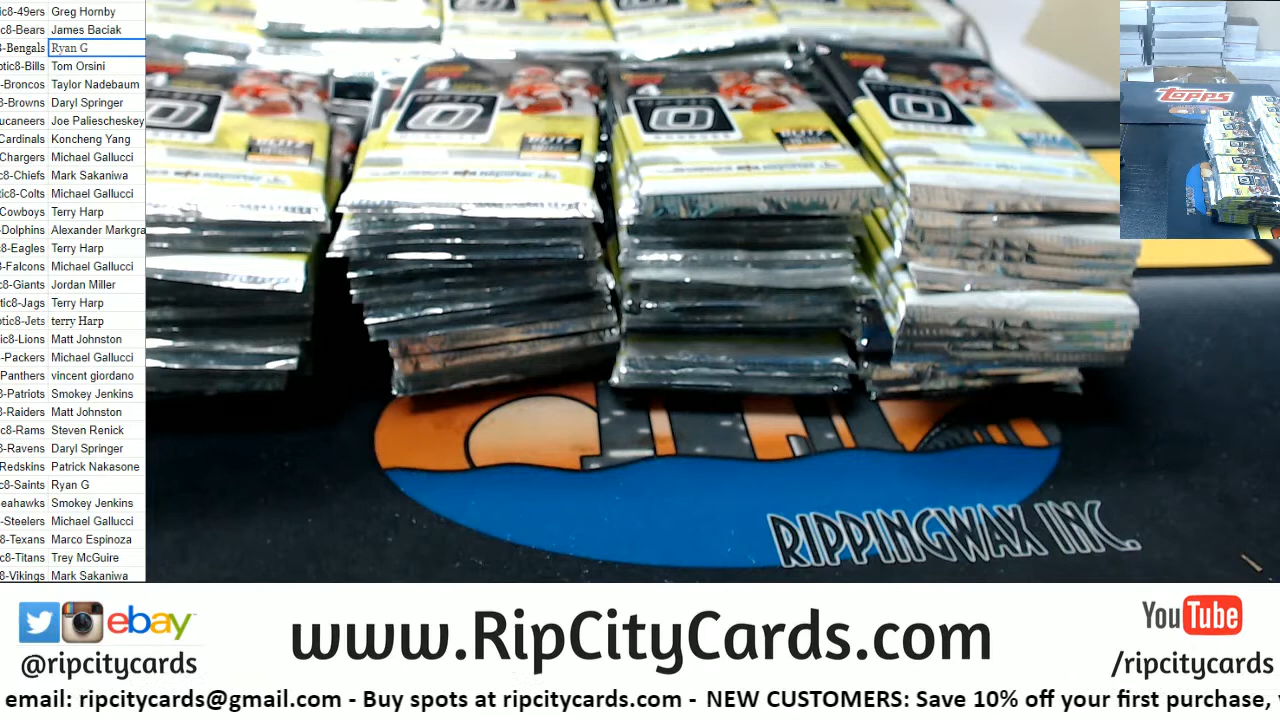 ic8-49ers Greg Hornby
c8-Bears James Baciak
-Bengals Ryan G
otic8-Bills Tom Orsini
-Broncos Taylor Nadebaum
8-Browns Daryl Springer
ucaneers Joe Paliescheskey
Cardinals Koncheng Yang
Chargers Michael Gallucci
c8-Chiefs Mark Sakaniwa
tic8-Colts Michael Gallucci
Cowboys Terry Harp
-Dolphins Alexander Markgra
c8-Eagles Terry Harp
-Falcons Michael Gallucci
c8-Giants Jordan Miller
otic8-Jags Terry Harp
otic8-Jets terry Harp
ic8-Lions Matt Johnston
-Packers Michael Gallucci
Panthers vincent giordano
8-Patriots Smokey Jenkins
8-Raiders Matt Johnston
c8-Rams Steven Renick
8-Ravens Daryl Springer
Redskins Patrick Nakasone
c8-Saints Ryan G
eahawks Smokey Jenkins
-Steelers Michael Gallucci
8-Texans Marco Espinoza
c8-Titans Trey McGuire
8-Vikings Mark Sakaniwa
OPTIC
BLITZ
OPTIC
BLITZ
Topps
RIPPINGWAX INC.
ebay
@ripcitycards
www.RipCityCards.com
YouTube
/ripcitycards
email: ripcitycards@gmail.com - Buy spots at ripcitycards.com - NEW CUSTOMERS: Save 10% off your first purchase,